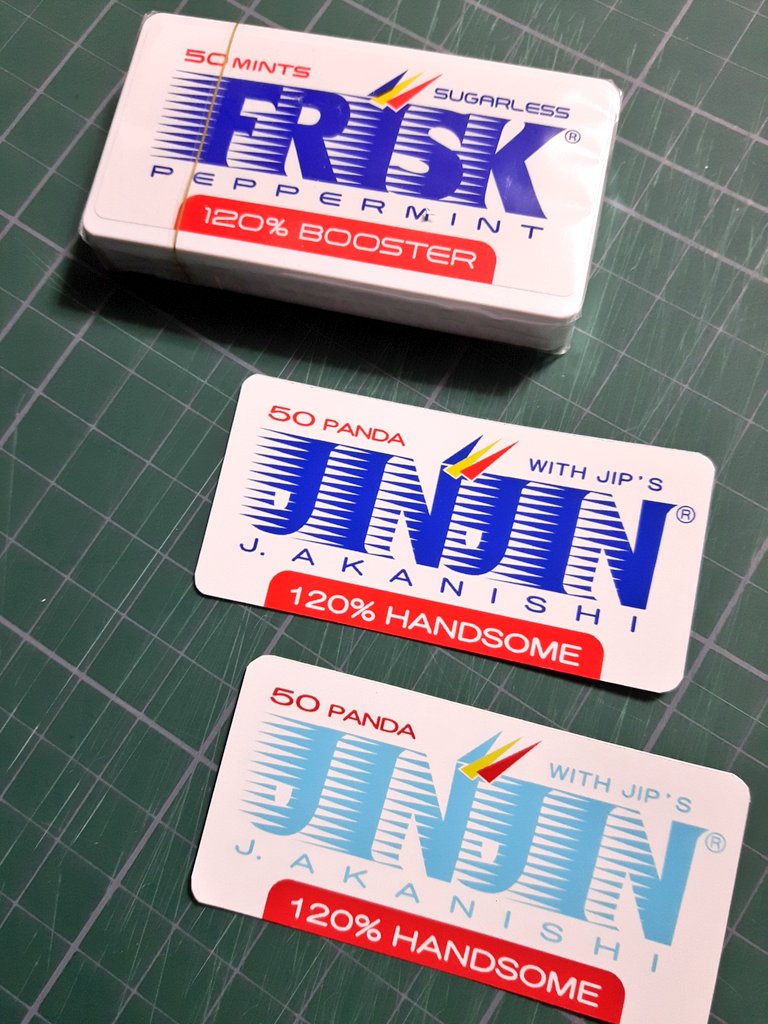 50 MINTS
SUGARLESS
FRISK®
PEPPERMINT
120% BOOSTER
50 PANDA
WITH JIP'S
JINJIN®
J. AKANISHI
120% HANDSOME
50 PANDA
WITH JIP'S
JINJIN®
J. AKANISHI
120% HANDSOME